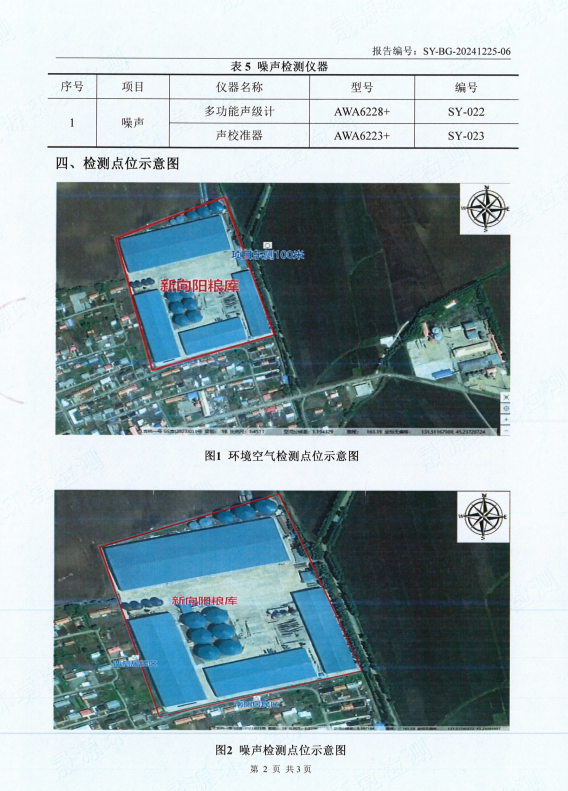 报告编号：SY-BG-20241225-06
表 5 噪声检测仪器
序号 项目 仪器名称 型号 编号
1 噪声 多功能声级计 AWA6228+ SY-022
声校准器 AWA6223+ SY-023
四、检测点位示意图
新向阳粮库
图1 环境空气检测点位示意图
新向阳粮库
图2 噪声检测点位示意图
第 2 页 共 3 页